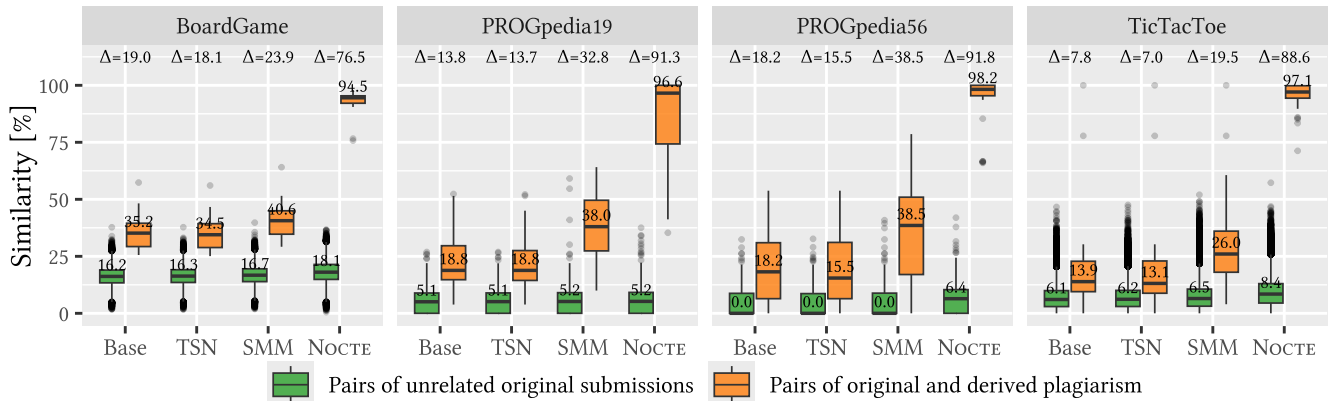 BoardGame PROGpedia19 PROGpedia56 TicTacToe
Δ=19.0 Δ=18.1 Δ=23.9 Δ=76.5 Δ=13.8 Δ=13.7 Δ=32.8 Δ=91.3 Δ=18.2 Δ=15.5 Δ=38.5 Δ=91.8 Δ=7.8 Δ=7.0 Δ=19.5 Δ=88.6
Similarity [%]
100
75
50
25
0
16.2 35.2 16.3 34.5 16.7 40.6 18.1 94.5
5.1 18.8 5.1 18.8 5.2 38.0 5.2 96.6
0.0 18.2 0.0 15.5 0.0 38.5 6.4 98.2
6.1 13.9 6.2 13.1 6.5 26.0 8.4 97.1
Base TSN SMM NOCTE Base TSN SMM NOCTE Base TSN SMM NOCTE Base TSN SMM NOCTE
Pairs of unrelated original submissions Pairs of original and derived plagiarism